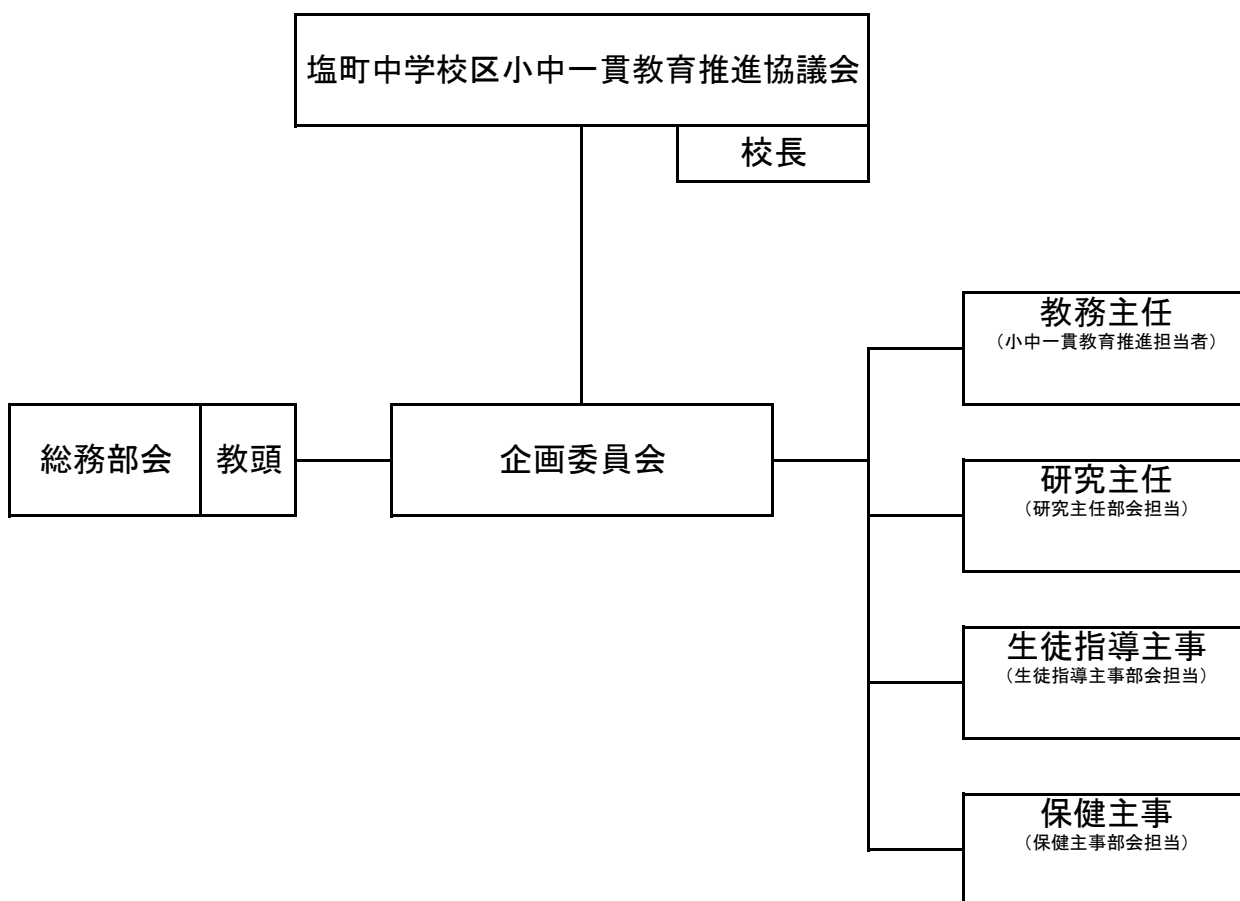 塩町中学校区小中一貫教育推進協議会
校長
総務部会
教頭
企画委員会
教務主任
（小中一貫教育推進担当者）
研究主任
（研究主任部会担当）
生徒指導主事
（生徒指導主事部会担当）
保健主事
（保健主事部会担当）